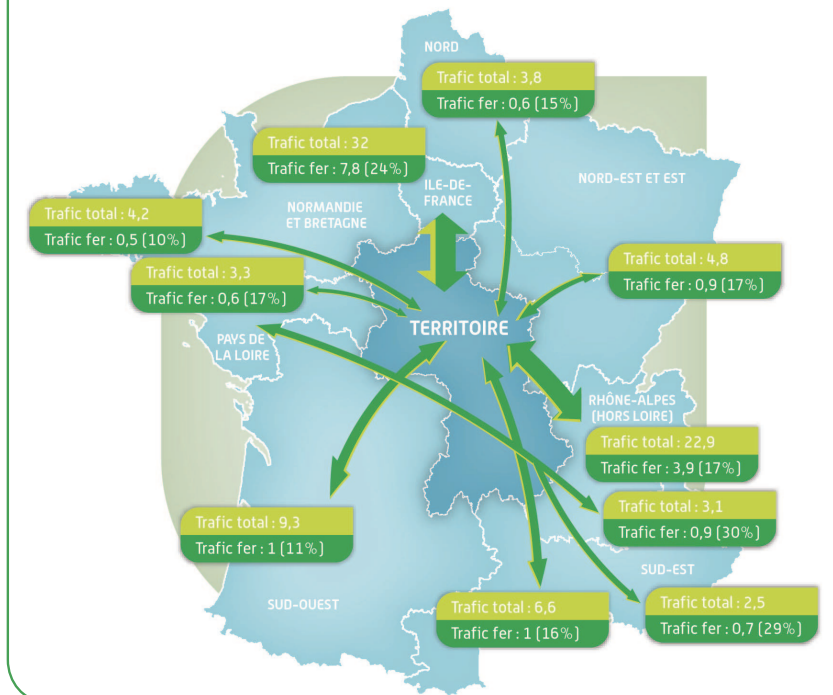 NORD
Trafic total : 3,8
Trafic fer : 0,6 (15%)
Trafic total : 32
Trafic fer : 7,8 (24%)
ILE-DE-
FRANCE
NORD-EST ET EST
NORMANDIE
ET BRETAGNE
Trafic total : 4,2
Trafic fer : 0,5 (10%)
Trafic total : 3,3
Trafic fer : 0,6 (17%)
Trafic total : 4,8
Trafic fer : 0,9 (17%)
TERRITOIRE
PAYS DE
LA LOIRE
RHÔNE-ALPES
(HORS LOIRE)
Trafic total : 22,9
Trafic fer : 3,9 (17%)
Trafic total : 3,1
Trafic fer : 0,9 (30%)
Trafic total : 9,3
Trafic fer : 1 (11%)
SUD-EST
SUD-OUEST
Trafic total : 6,6
Trafic fer : 1 (16%)
Trafic total : 2,5
Trafic fer : 0,7 (29%)